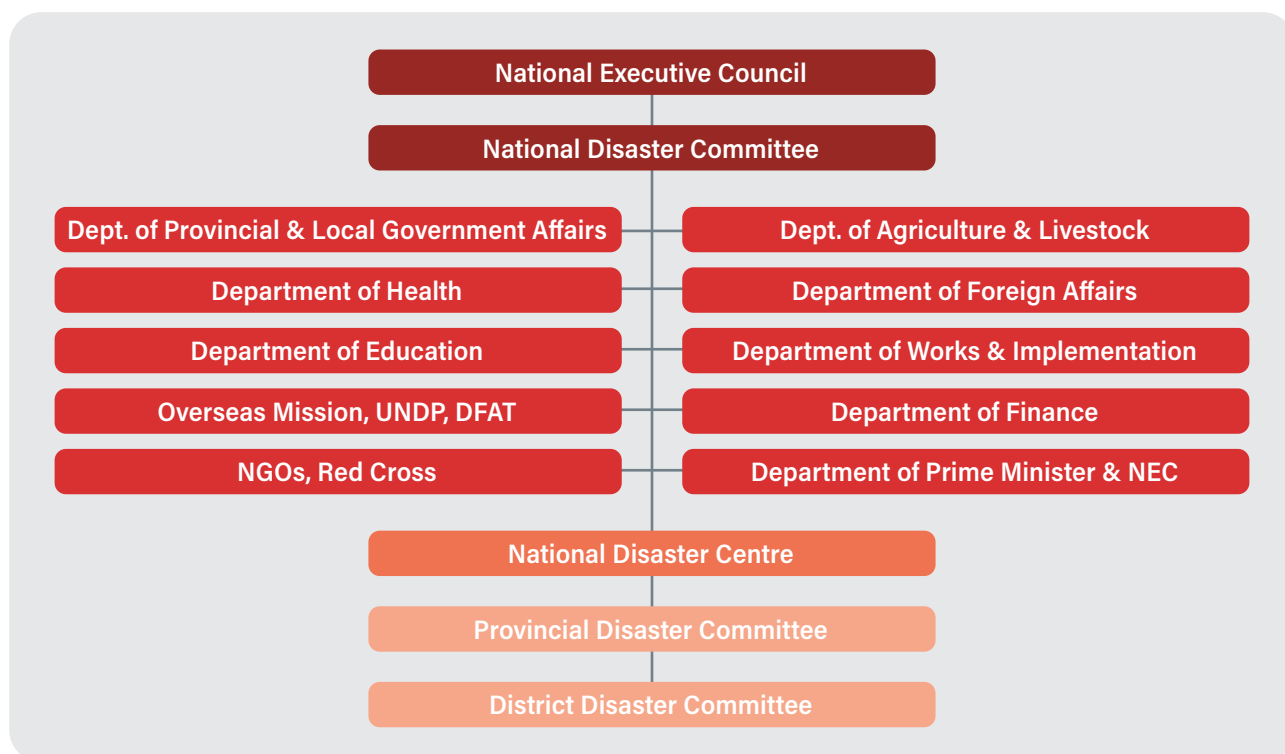 National Executive Council
National Disaster Committee
Dept. of Provincial & Local Government Affairs
Dept. of Agriculture & Livestock
Department of Health
Department of Foreign Affairs
Department of Education
Department of Works & Implementation
Overseas Mission, UNDP, DFAT
Department of Finance
NGOs, Red Cross
Department of Prime Minister & NEC
National Disaster Centre
Provincial Disaster Committee
District Disaster Committee